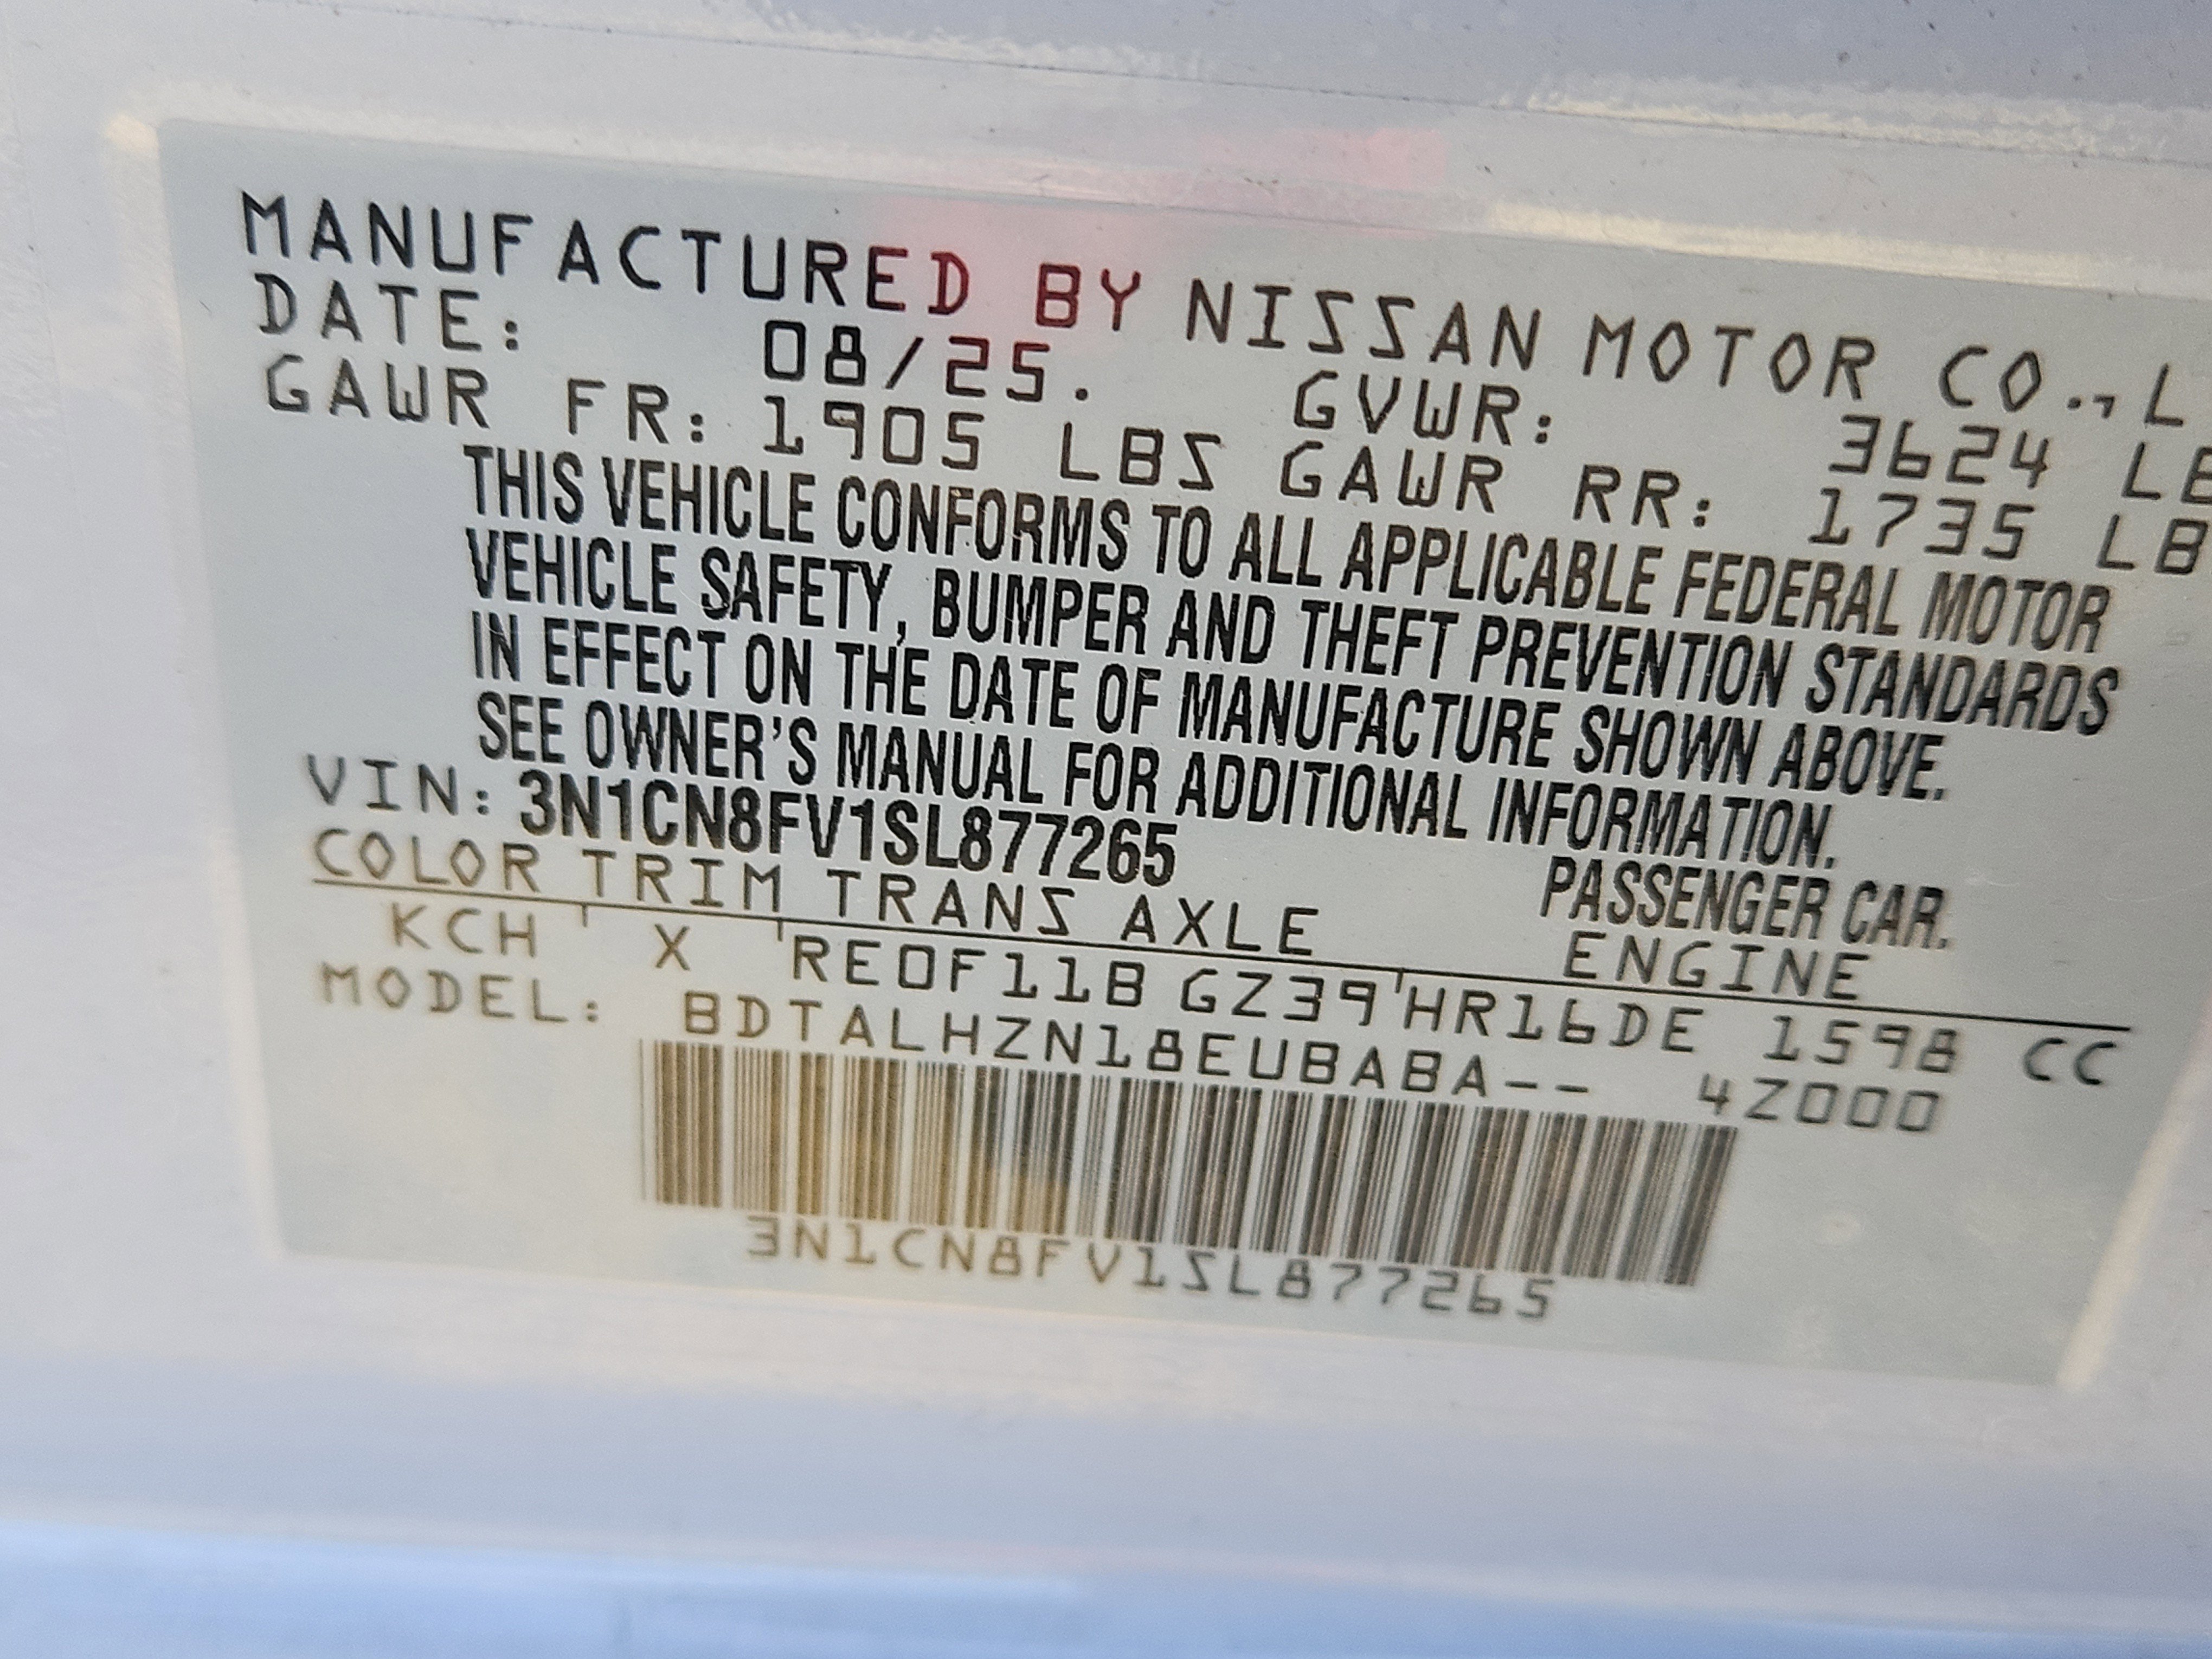 MANUFACTURED BY NISSAN MOTOR CO., L
DATE: 08/25. GVWR: 3624 LB
GAWR FR: 1905 LBS GAWR RR: 1735 LB
THIS VEHICLE CONFORMS TO ALL APPLICABLE FEDERAL MOTOR
VEHICLE SAFETY, BUMPER AND THEFT PREVENTION STANDARDS
IN EFFECT ON THE DATE OF MANUFACTURE SHOWN ABOVE.
SEE OWNER'S MANUAL FOR ADDITIONAL INFORMATION.
VIN: 3N1CN8FV1SL877265 PASSENGER CAR.
COLOR TRIM TRANS AXLE ENGINE
KCH X RE0F11B GZ39 HR16DE 1598 CC
MODEL: BDTALHZN18EUBABA-- 4Z000
3N1CN8FV1SL877265